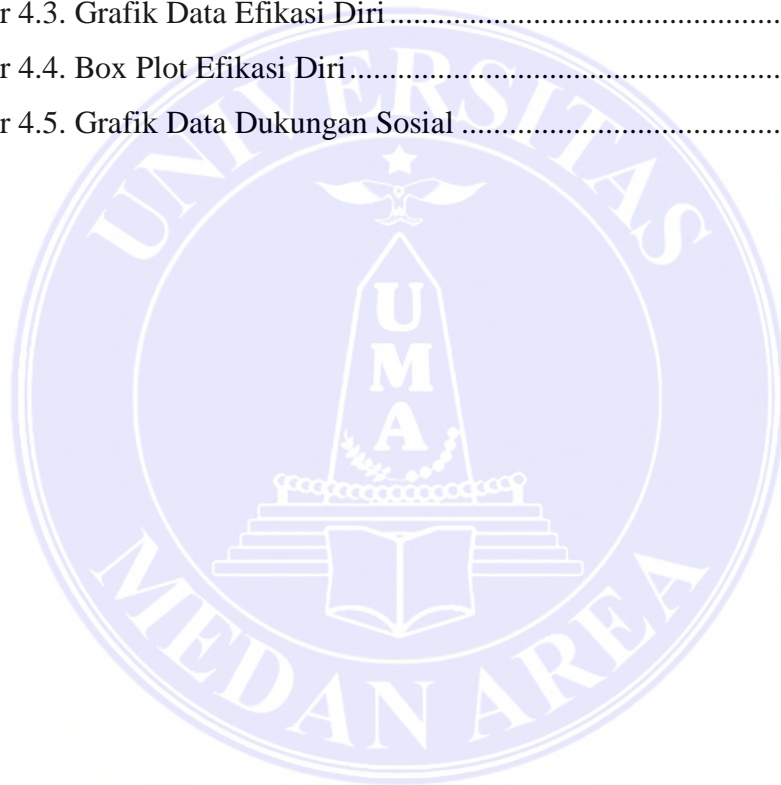 r 4.3. Grafik Data Efikasi Diri........................................
r 4.4. Box Plot Efikasi Diri.............................................
r 4.5. Grafik Data Dukungan Sosial ..................................
UNIVERSITAS
U
M
A
MEDAN AREA